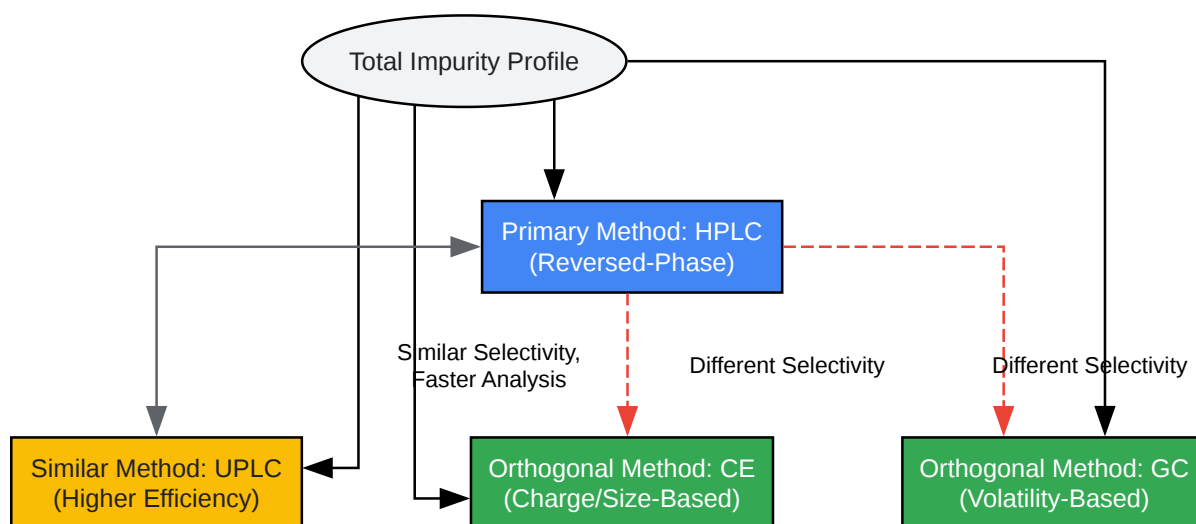 Total Impurity Profile
Primary Method: HPLC
(Reversed-Phase)
Similar Selectivity,
Faster Analysis
Different Selectivity
Different Selectivity
Similar Method: UPLC
(Higher Efficiency)
Orthogonal Method: CE
(Charge/Size-Based)
Orthogonal Method: GC
(Volatility-Based)